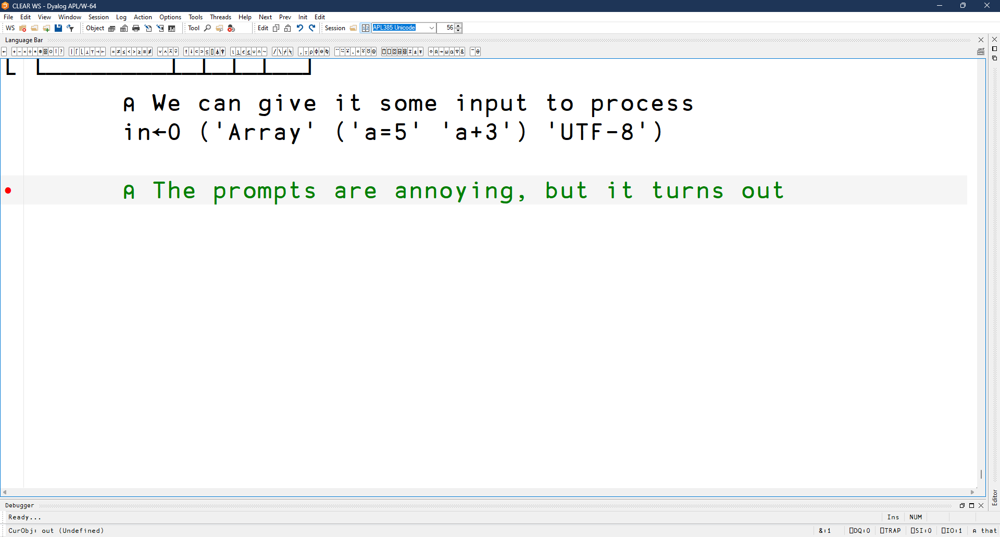 CLEAR WS - Dyalog APL/W-64
File Edit View Window Session Log Action Options Tools Threads Help Next Prev Init Edit
WS Object Tool Edit Session APL385 Unicode 56
Language Bar
← +-×÷*⍟⌹○!? |⌈⌊⊥⊤⊣⊢ =≠≤<>≥≡≢ ∨∧⍲⍱ ↑↓⊂⊃⊆⌷⍋⍒ ⍳⍸∊⍷∪∩~ /\⌿⍀ ,⍪⍴⌽⊖⍉ ¨⍨⍣.∘⍤⍥@ ⍞⎕⍠⌸⌺⌶⍎⍕ ⋄⍝→⍵⍺∇& ¯⍬
⍝ We can give it some input to process
in←0 ('Array' ('a=5' 'a+3') 'UTF-8')
⍝ The prompts are annoying, but it turns out
Editor
Debugger
Ready...
Ins NUM
CurObj: out (Undefined)
&:1 ⎕DQ:0 ⎕TRAP ⎕SI:0 ⎕IO:1 ⍝ that